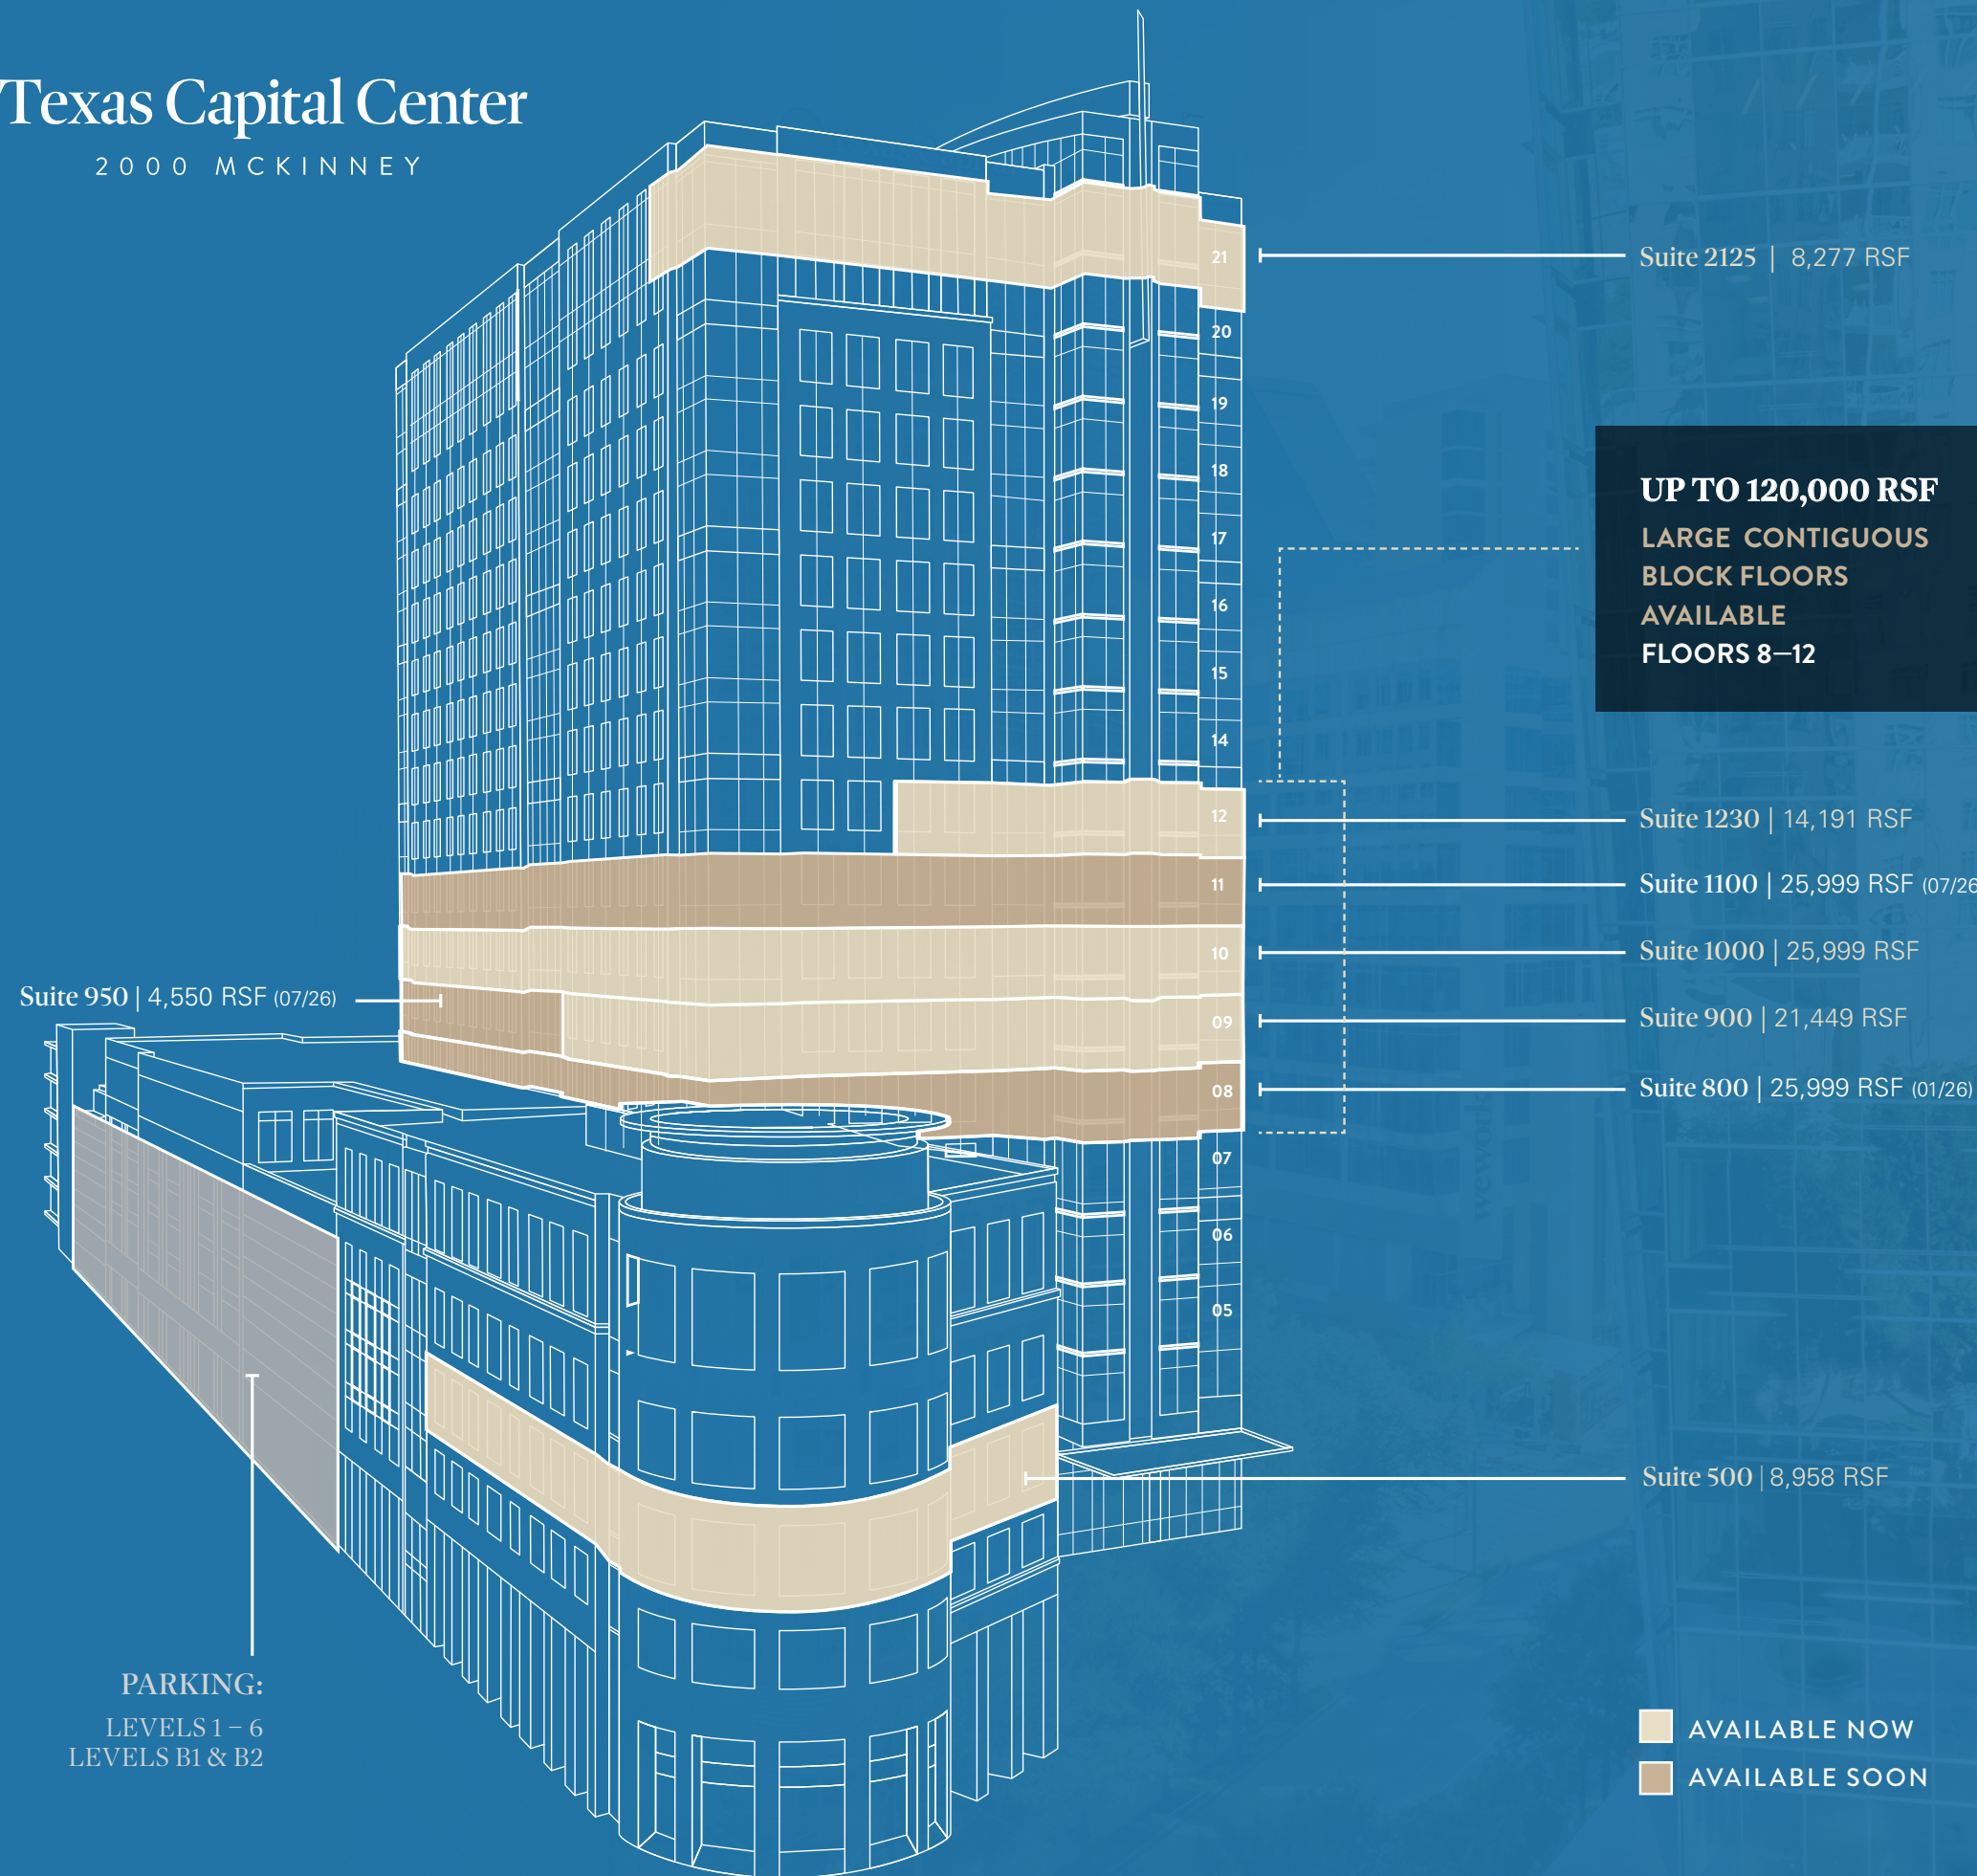 Texas Capital Center
2000 MCKINNEY
21
Suite 2125 | 8,277 RSF
20
19
18
17
16
15
14
UP TO 120,000 RSF
LARGE CONTIGUOUS
BLOCK FLOORS
AVAILABLE
FLOORS 8—12
12
Suite 1230 | 14,191 RSF
11
Suite 1100 | 25,999 RSF (07/26
10
Suite 1000 | 25,999 RSF
Suite 950 | 4,550 RSF (07/26)
09
Suite 900 | 21,449 RSF
08
Suite 800 | 25,999 RSF (01/26)
07
wework
06
05
Suite 500 | 8,958 RSF
PARKING:
LEVELS 1 – 6
LEVELS B1 & B2
AVAILABLE NOW
AVAILABLE SOON